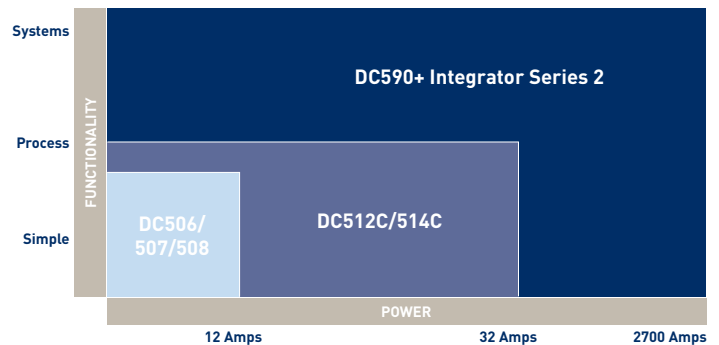 Systems
DC590+ Integrator Series 2
Process
FUNCTIONALITY
DC506/
507/508
DC512C/514C
Simple
POWER
12 Amps
32 Amps
2700 Amps